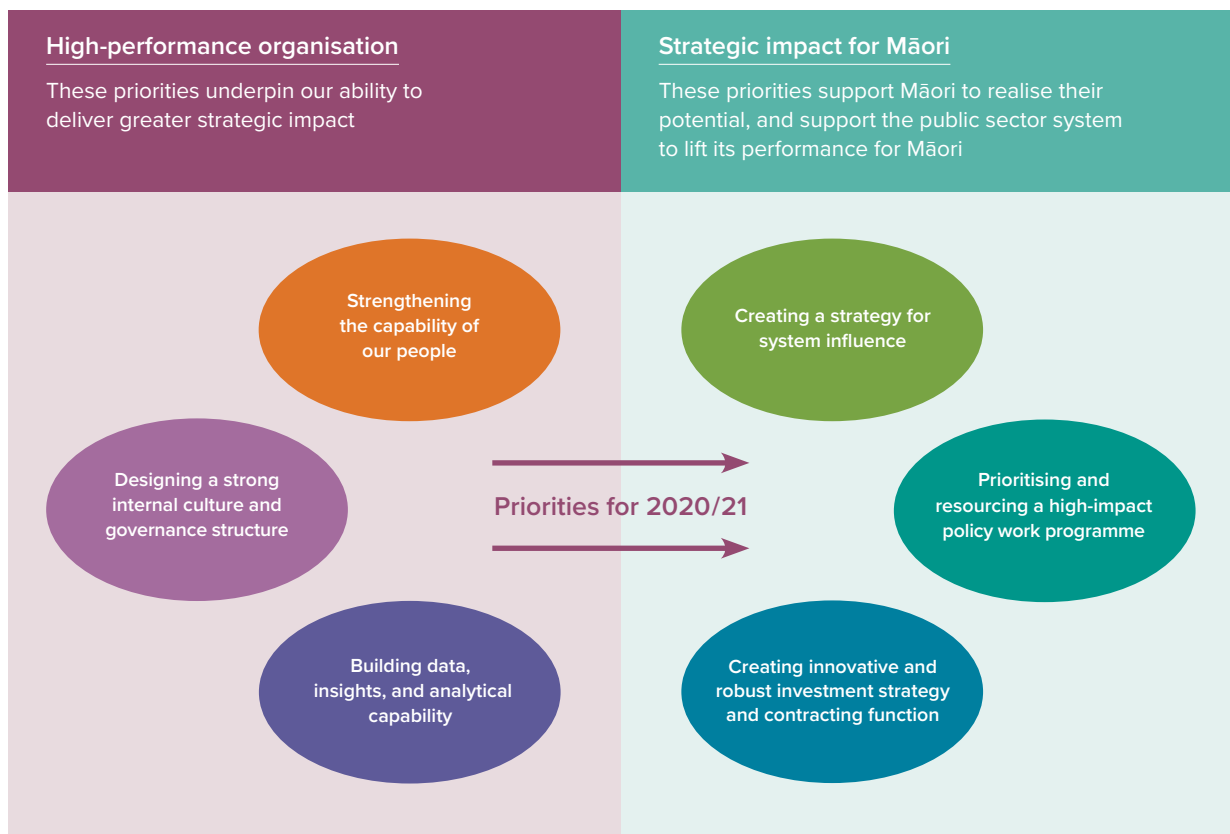 High-performance organisation
These priorities underpin our ability to
deliver greater strategic impact
Strategic impact for Māori
These priorities support Māori to realise their
potential, and support the public sector system
to lift its performance for Māori
Strengthening
the capability of
our people
Designing a strong
internal culture and
governance structure
Building data,
insights, and analytical
capability
Priorities for 2020/21
Creating a strategy for
system influence
Prioritising and
resourcing a high-impact
policy work programme
Creating innovative and
robust investment strategy
and contracting function